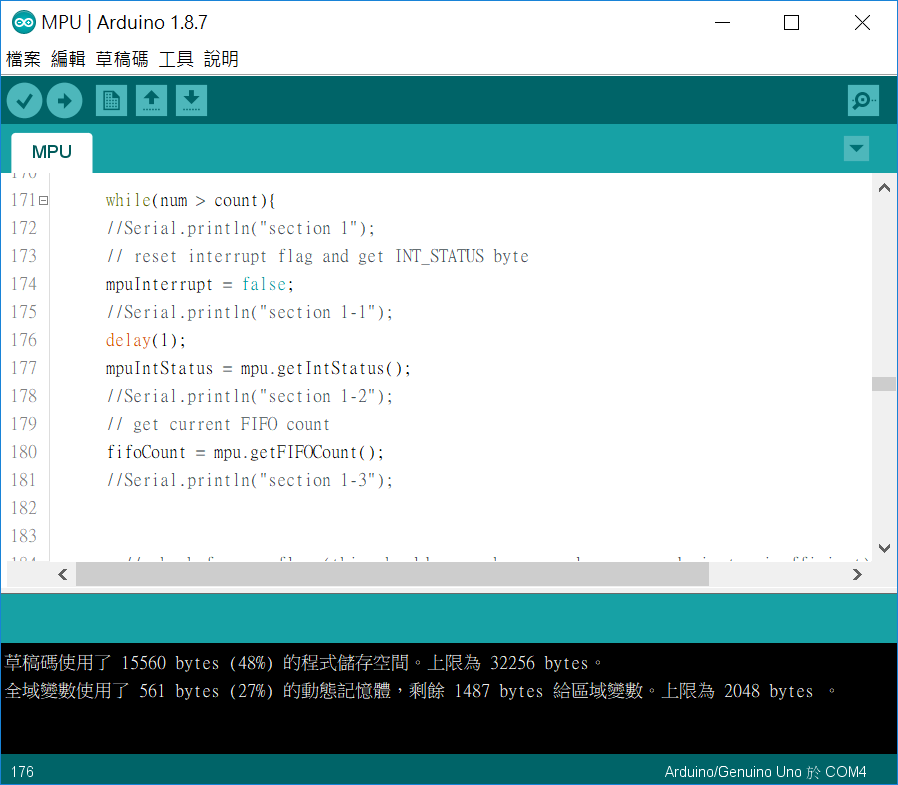 MPU | Arduino 1.8.7
檔案 編輯 草稿碼 工具 說明
MPU
170
171 while(num > count){
172 //Serial.println("section 1");
173 // reset interrupt flag and get INT_STATUS byte
174 mpuInterrupt = false;
175 //Serial.println("section 1-1");
176 delay(1);
177 mpuIntStatus = mpu.getIntStatus();
178 //Serial.println("section 1-2");
179 // get current FIFO count
180 fifoCount = mpu.getFIFOCount();
181 //Serial.println("section 1-3");
182
183
草稿碼使用了 15560 bytes (48%) 的程式儲存空間。上限為 32256 bytes。
全域變數使用了 561 bytes (27%) 的動態記憶體，剩餘 1487 bytes 給區域變數。上限為 2048 bytes 。
176 Arduino/Genuino Uno 於 COM4